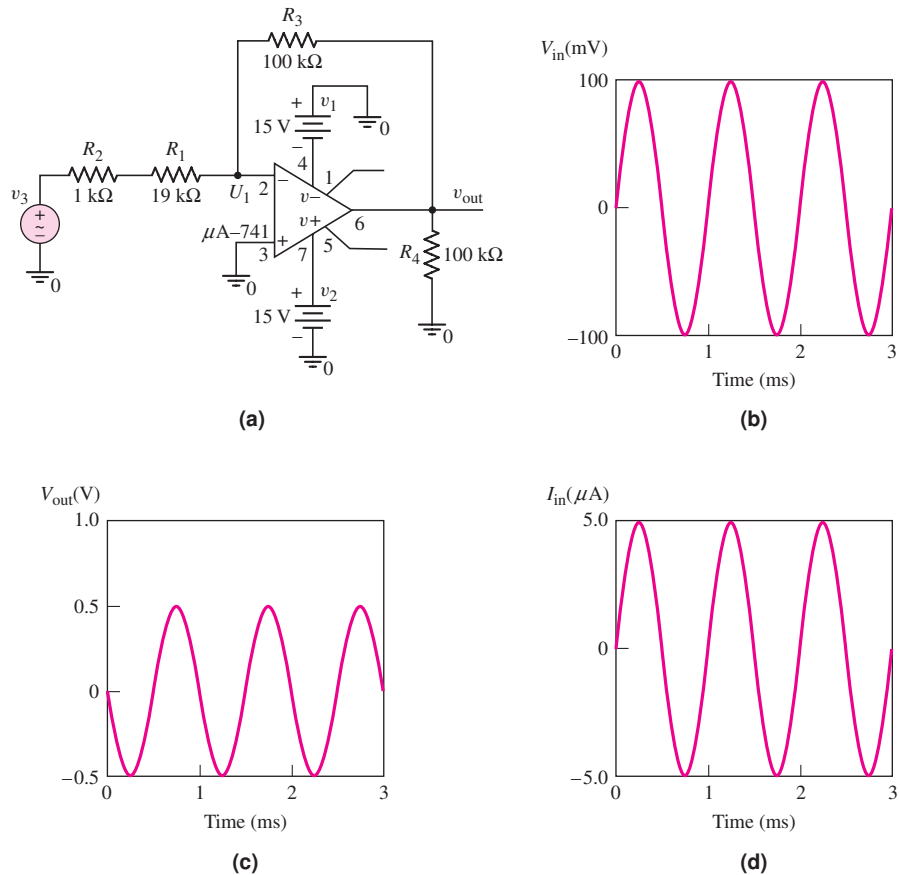 R3
100 kΩ
+
v1
15 V
0
−
R2
R1
4
1
1 kΩ
19 kΩ
U1
2
−
v−
v3
+
~
−
v+
6
vout
μA–741
+
3
7
5
R4
100 kΩ
0
0
+
v2
15 V
−
0
0
(a)
Vin(mV)
100
0
−100
0
1
2
3
Time (ms)
(b)
Vout(V)
1.0
0.5
0
−0.5
0
1
2
3
Time (ms)
(c)
Iin(μA)
5.0
0
−5.0
0
1
2
3
Time (ms)
(d)